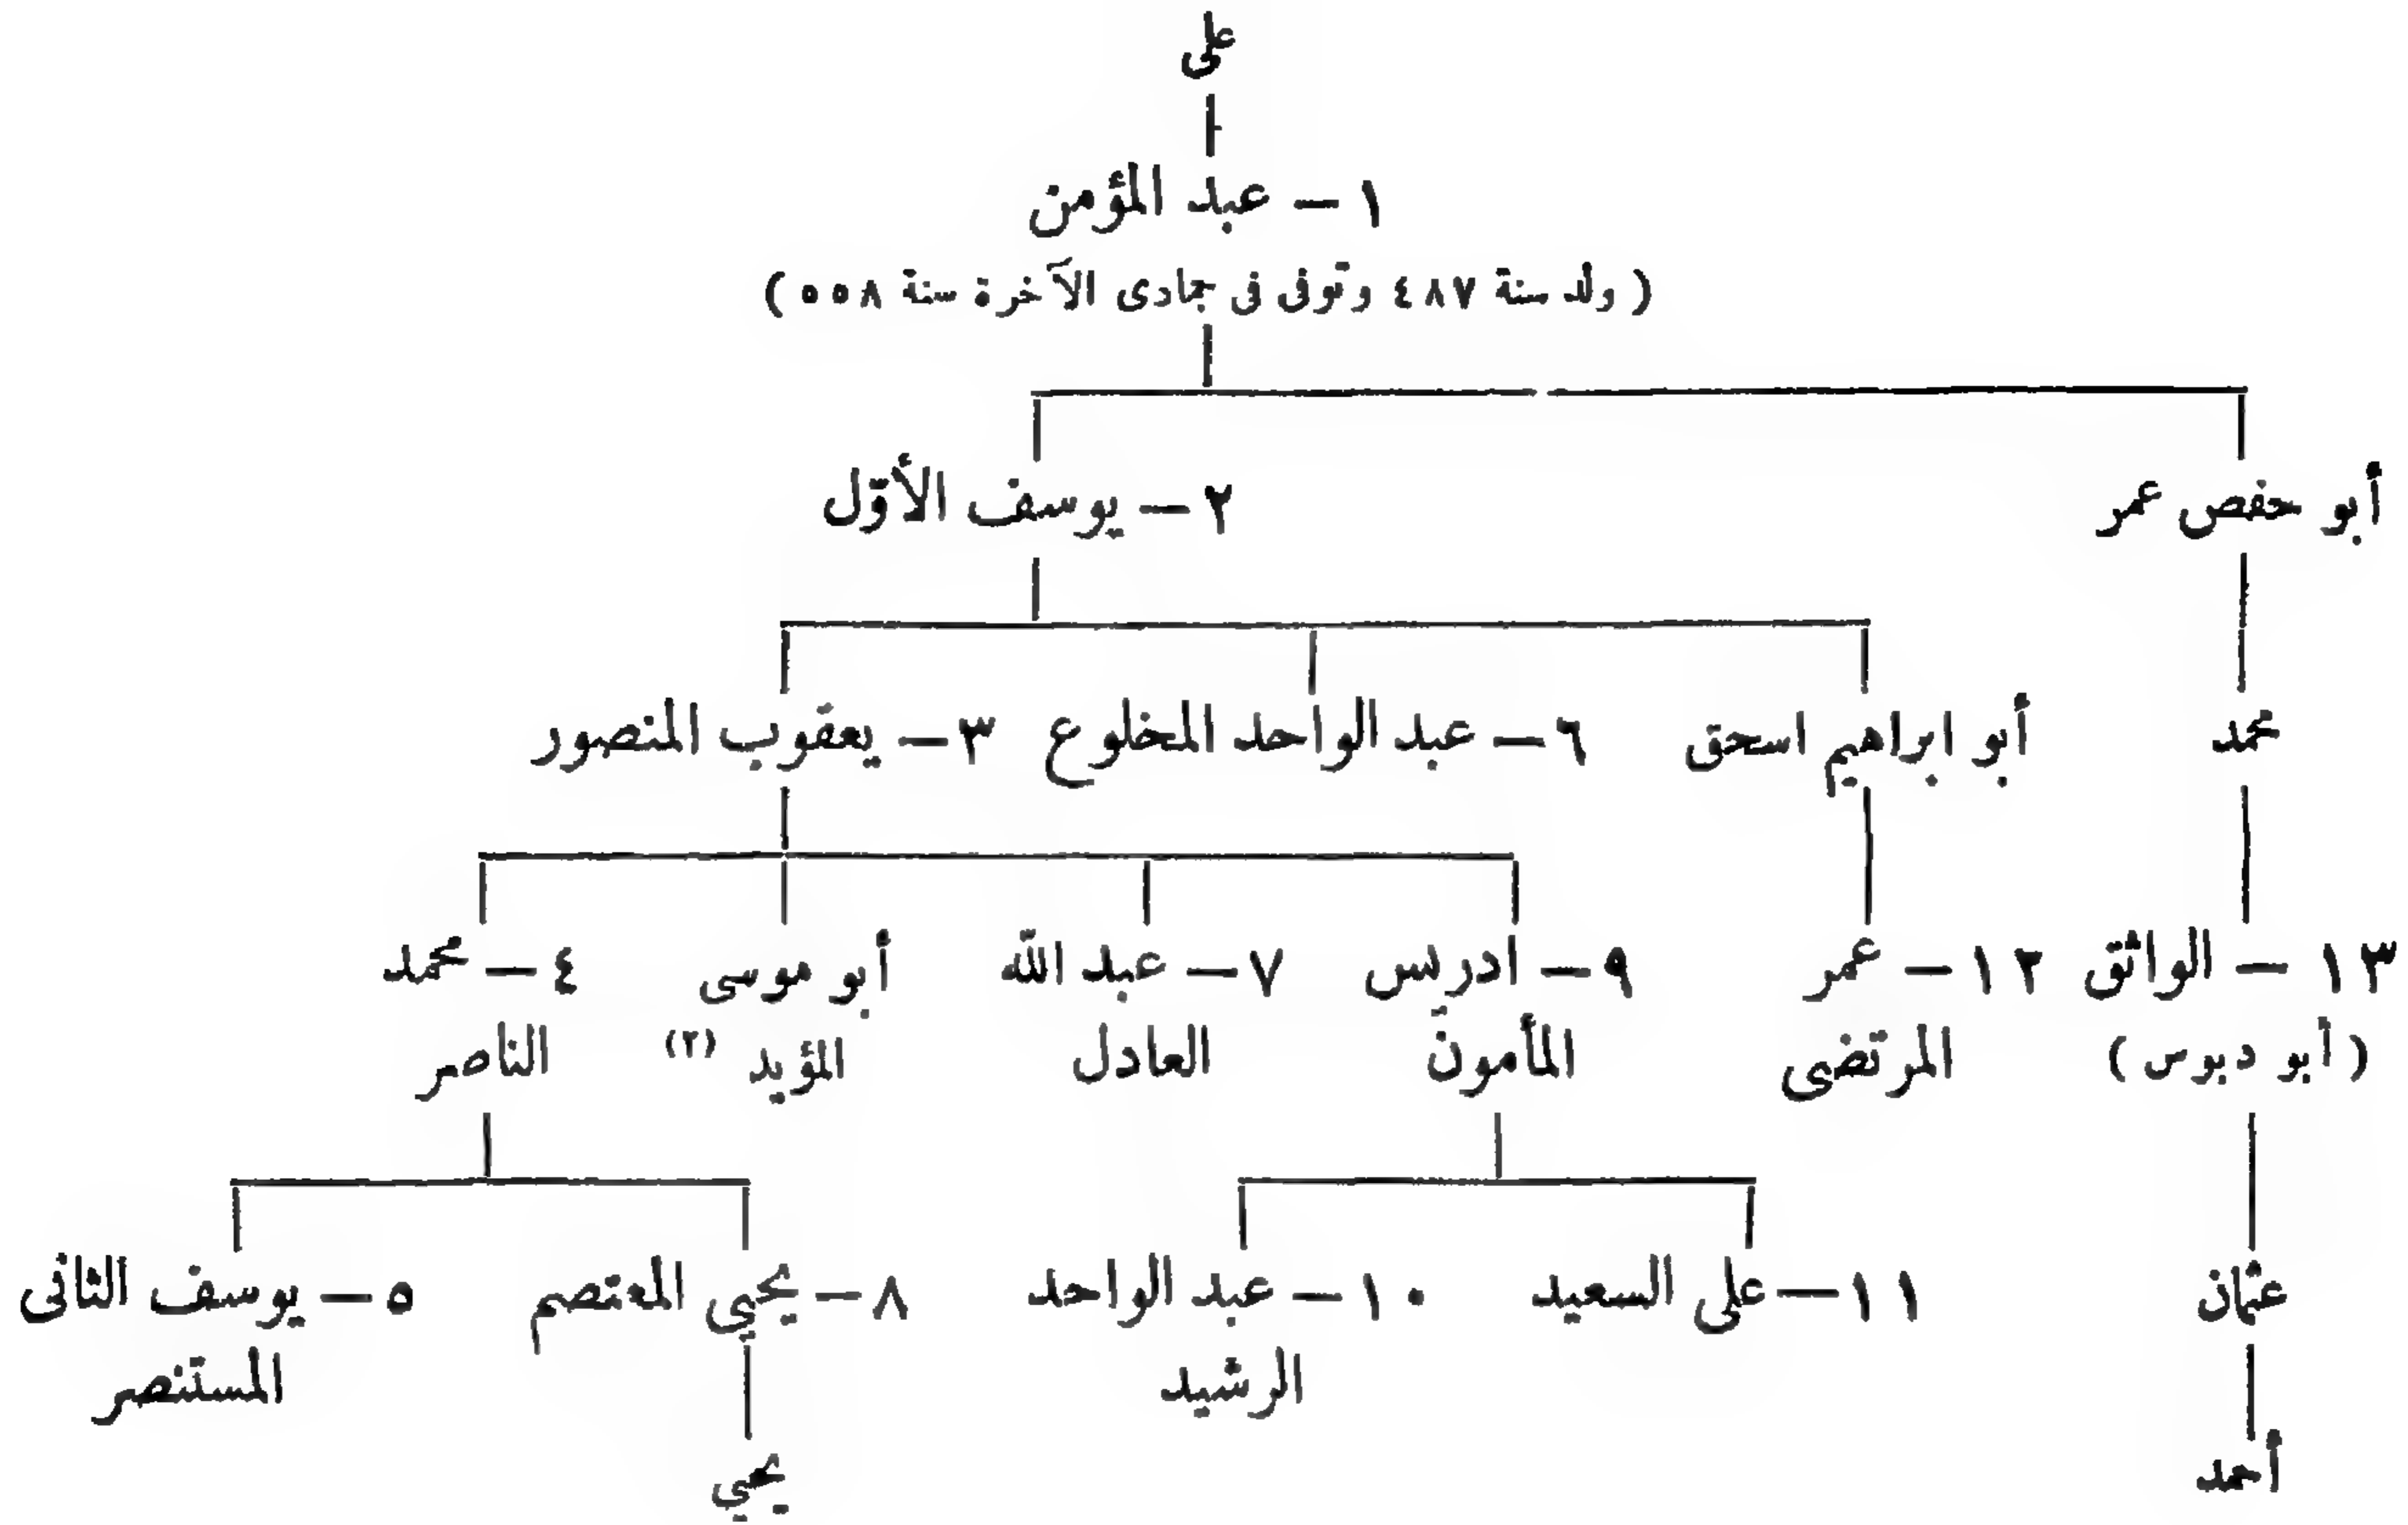 على
١ – عبد المؤمن
( ولد سنة ٤٨٧ وتوفى فى جمادى الآخرة سنة ٥٥٨ )
أبو حفص عمر
٢ – يوسف الأوّل
محمد
أبو ابراهيم اسحق
٦ – عبد الواحد المخلوع
٣ – يعقوب المنصور
١٣ – الواثق
( أبو دبوس )
١٢ – عمر
المرتضى
٩ – ادريس
المأمون
٧ – عبد الله
العادل
أبو موسى
المؤيد (٢)
٤ – محمد
الناصر
عثمان
١١ – على السعيد
١٠ – عبد الواحد
الرشيد
٨ – يحيي المعتصم
٥ – يوسف الثانى
المستنصر
أحمد
يحيي